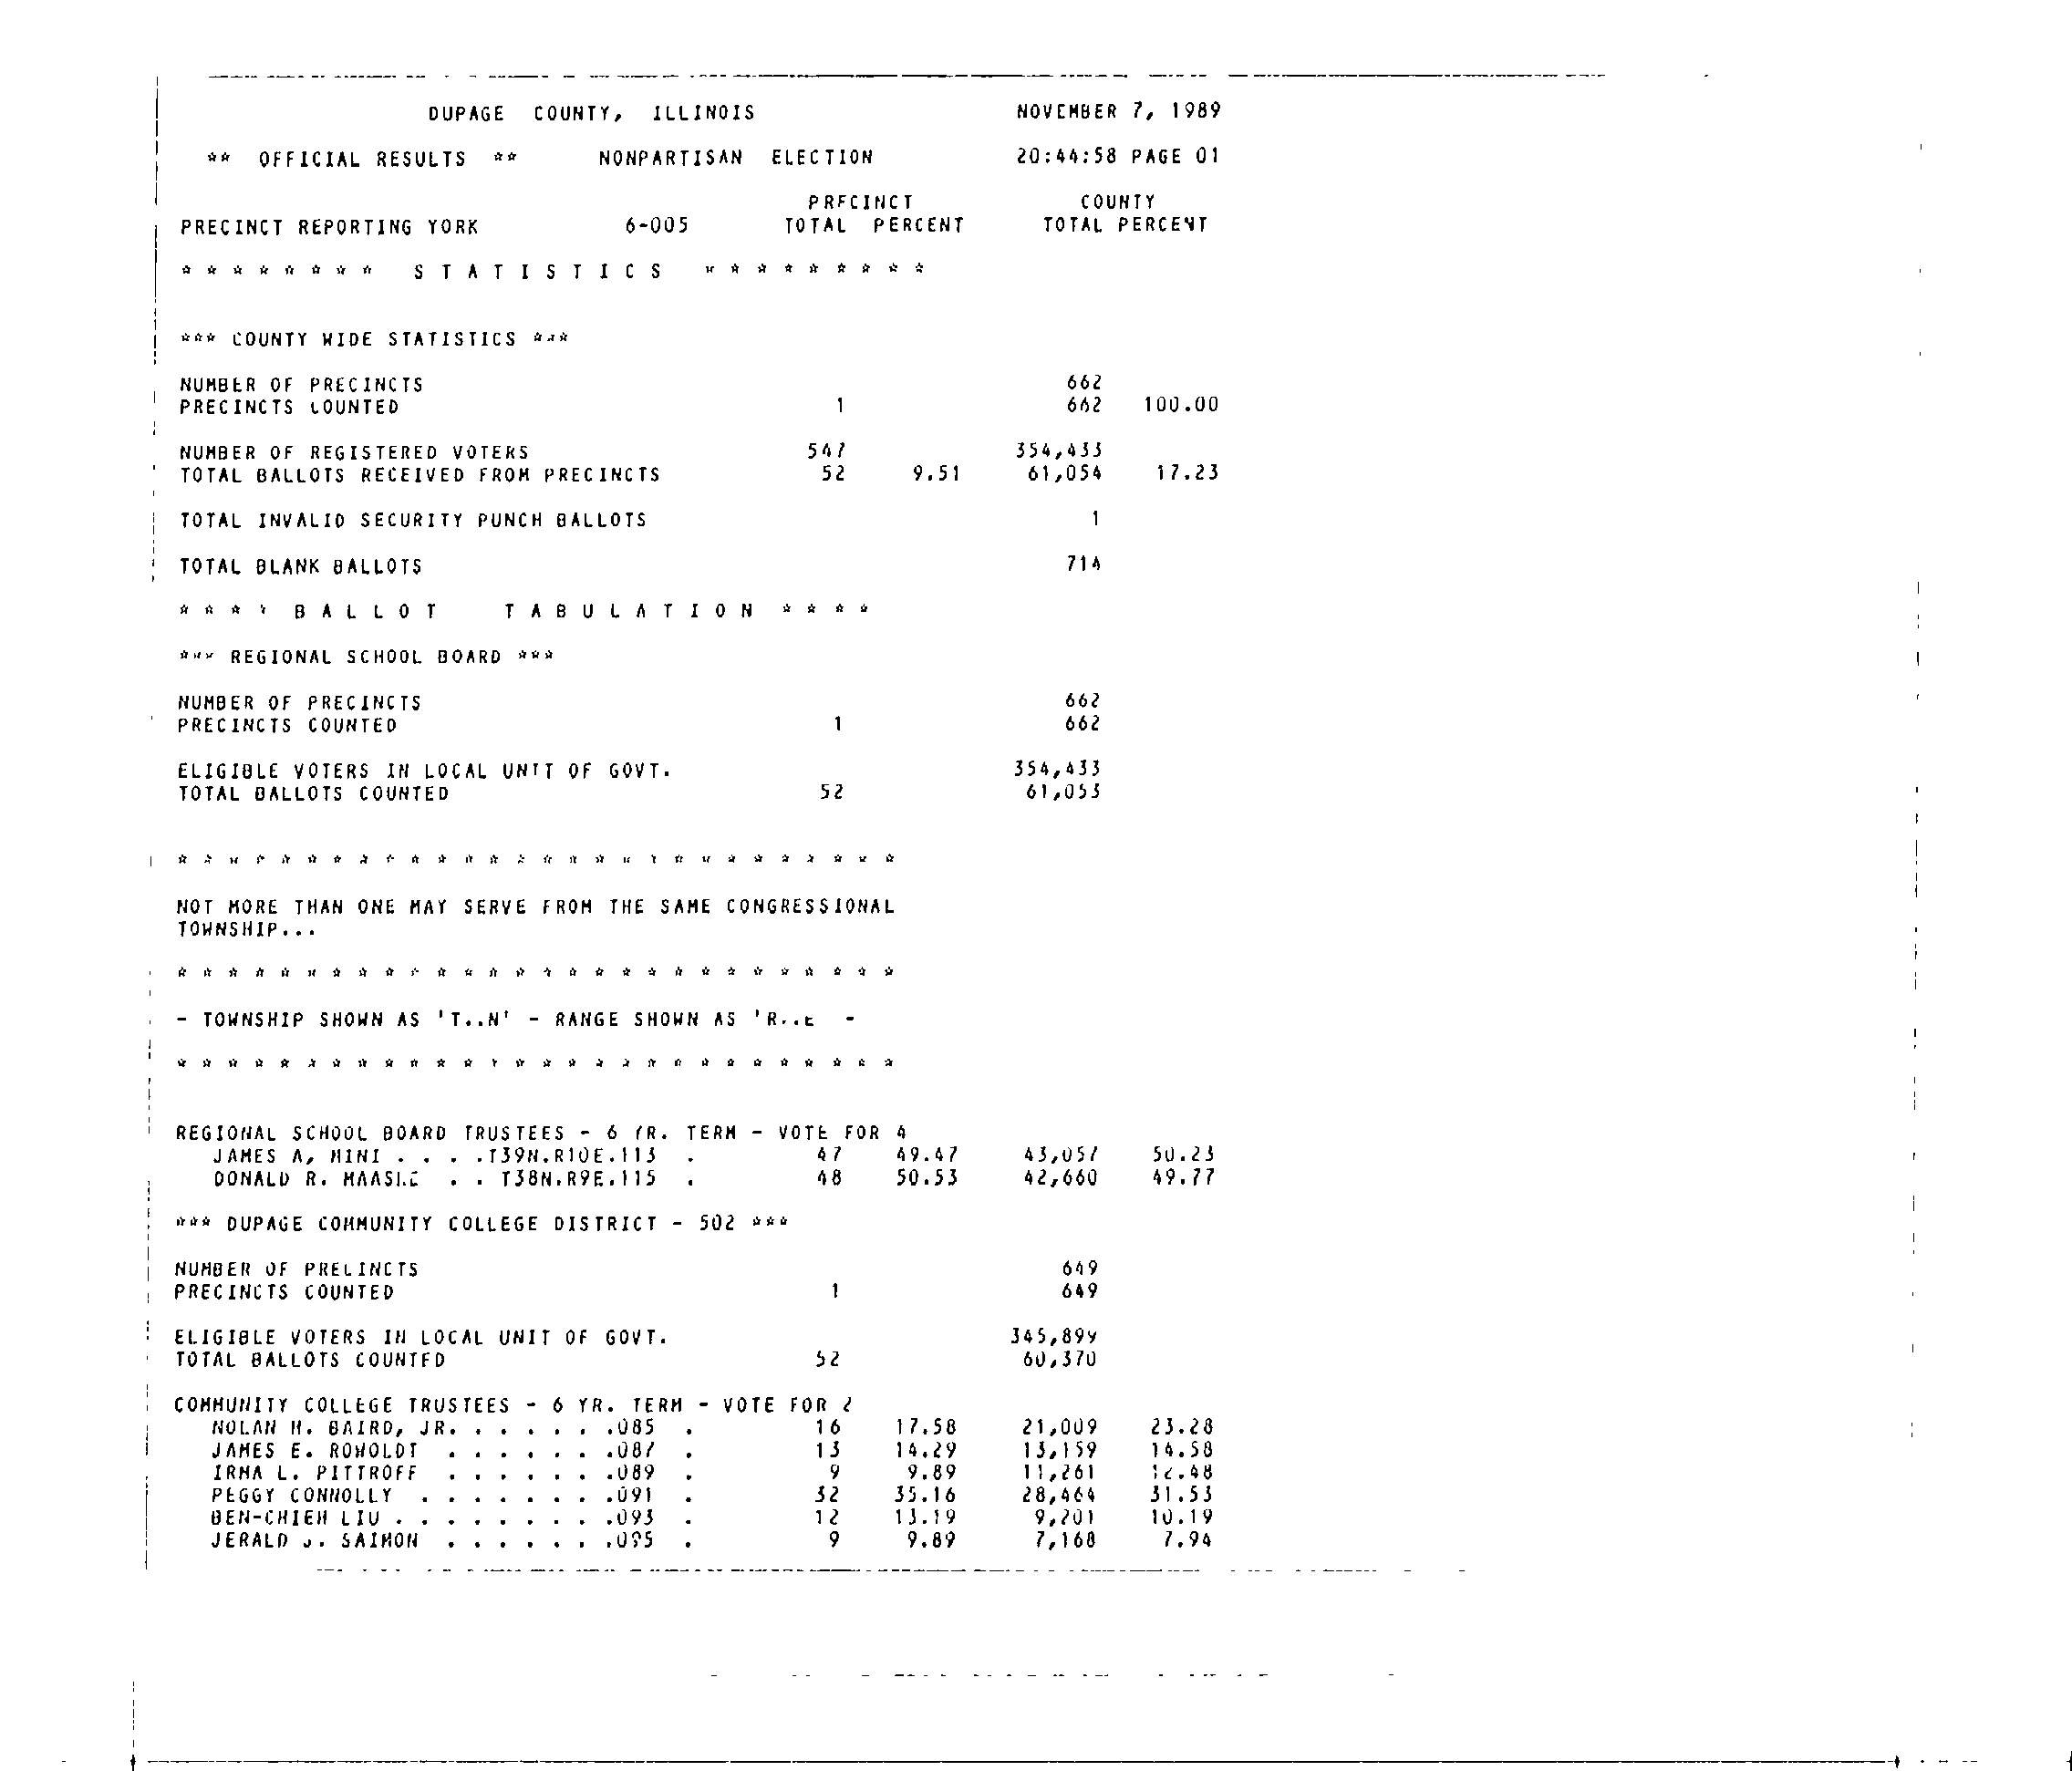 DUPAGE COUNTY, ILLINOIS NOVEMBER 7, 1989
** OFFICIAL RESULTS ** NONPARTISAN ELECTION 20:44:58 PAGE 01
PRECINCT COUNTY
PRECINCT REPORTING YORK 6-005 TOTAL PERCENT TOTAL PERCENT
* * * * * * * * S T A T I S T I C S * * * * * * * * *
*** COUNTY WIDE STATISTICS ***
NUMBER OF PRECINCTS 662
PRECINCTS COUNTED 1 662 100.00
NUMBER OF REGISTERED VOTERS 547 354,433
TOTAL BALLOTS RECEIVED FROM PRECINCTS 52 9.51 61,054 17.23
TOTAL INVALID SECURITY PUNCH BALLOTS 1
TOTAL BLANK BALLOTS 714
* * * * B A L L O T T A B U L A T I O N * * * *
*** REGIONAL SCHOOL BOARD ***
NUMBER OF PRECINCTS 662
PRECINCTS COUNTED 1 662
ELIGIBLE VOTERS IN LOCAL UNIT OF GOVT. 354,433
TOTAL BALLOTS COUNTED 52 61,053
* * * * * * * * * * * * * * * * * * * * * * * * * * * *
NOT MORE THAN ONE MAY SERVE FROM THE SAME CONGRESSIONAL
TOWNSHIP...
* * * * * * * * * * * * * * * * * * * * * * * * * * * *
- TOWNSHIP SHOWN AS 'T..N' - RANGE SHOWN AS 'R..E -
* * * * * * * * * * * * * * * * * * * * * * * * * * * *
REGIONAL SCHOOL BOARD TRUSTEES - 6 YR. TERM - VOTE FOR 4
JAMES A, MINI . . . .T39N.R10E.113 . 47 49.47 43,057 50.23
DONALD R. MAASKE . . T38N.R9E.115 . 48 50.53 42,660 49.77
*** DUPAGE COMMUNITY COLLEGE DISTRICT - 502 ***
NUMBER OF PRECINCTS 649
PRECINCTS COUNTED 1 649
ELIGIBLE VOTERS IN LOCAL UNIT OF GOVT. 345,899
TOTAL BALLOTS COUNTED 52 60,370
COMMUNITY COLLEGE TRUSTEES - 6 YR. TERM - VOTE FOR 2
NOLAN H. BAIRD, JR. . . . . . .085 . 16 17.58 21,009 23.28
JAMES E. ROWOLDT . . . . . . .087 . 13 14.29 13,159 14.58
IRMA L. PITTROFF . . . . . . .089 . 9 9.89 11,261 12.48
PEGGY CONNOLLY . . . . . . . .091 . 32 35.16 28,464 31.53
BEN-CHIEH LIU . . . . . . . . .093 . 12 13.19 9,201 10.19
JERALD J. SAIMON . . . . . . .095 . 9 9.89 7,168 7.94